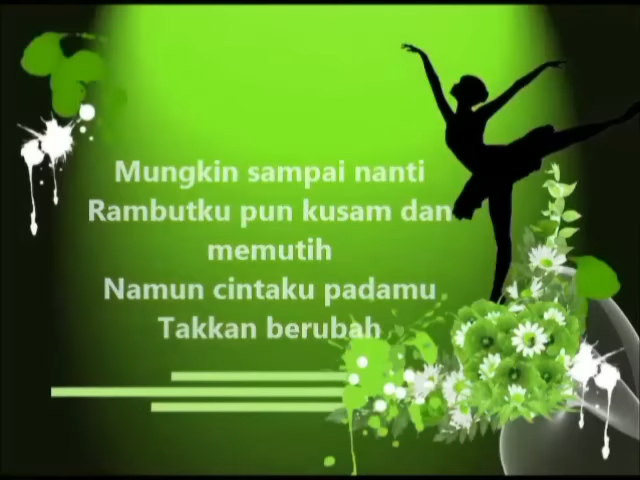 Mungkin sampai nanti
Rambutku pun kusam dan
memutih
Namun cintaku padamu
Takkan berubah